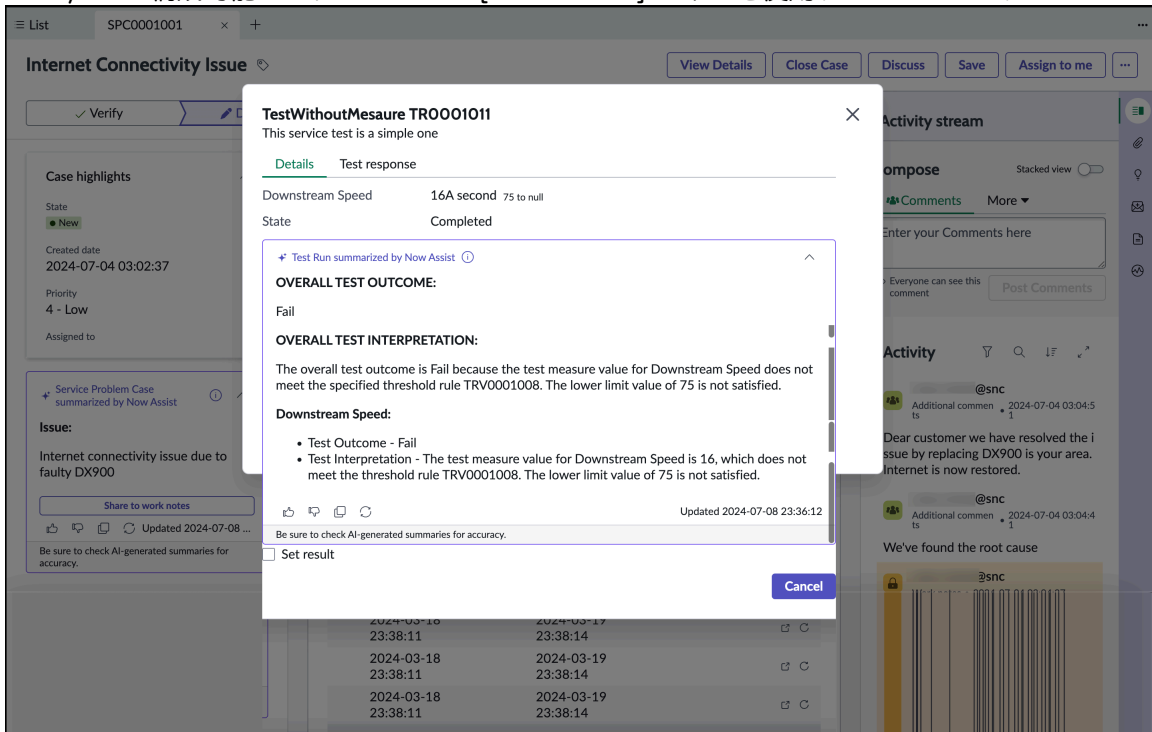 List
SPC0001001
Internet Connectivity Issue
View Details
Close Case
Discuss
Save
Assign to me
Verify
Case highlights
State
New
Created date
2024-07-04 03:02:37
Priority
4 - Low
Assigned to
Service Problem Case
summarized by Now Assist
Issue:
Internet connectivity issue due to
faulty DX900
Share to work notes
Updated 2024-07-08 ...
Be sure to check AI-generated summaries for
accuracy.
TestWithoutMesaure TR0001011
This service test is a simple one
Details
Test response
Downstream Speed
16A second 75 to null
State
Completed
Test Run summarized by Now Assist
OVERALL TEST OUTCOME:
Fail
OVERALL TEST INTERPRETATION:
The overall test outcome is Fail because the test measure value for Downstream Speed does not
meet the specified threshold rule TRV0001008. The lower limit value of 75 is not satisfied.
Downstream Speed:
• Test Outcome - Fail
• Test Interpretation - The test measure value for Downstream Speed is 16, which does not
meet the threshold rule TRV0001008. The lower limit value of 75 is not satisfied.
Updated 2024-07-08 23:36:12
Be sure to check AI-generated summaries for accuracy.
Set result
Cancel
2024-03-18 2024-03-19
23:38:11 23:38:14
2024-03-18 2024-03-19
23:38:11 23:38:14
2024-03-18 2024-03-19
23:38:11 23:38:14
Activity stream
ompose
Stacked view
Comments
More
Enter your Comments here
Everyone can see this
comment
Post Comments
Activity
@snc
Additional commen • 2024-07-04 03:04:5
ts 1
Dear customer we have resolved the i
ssue by replacing DX900 is your area.
Internet is now restored.
@snc
Additional commen • 2024-07-04 03:04:4
ts 1
We've found the root cause
@snc